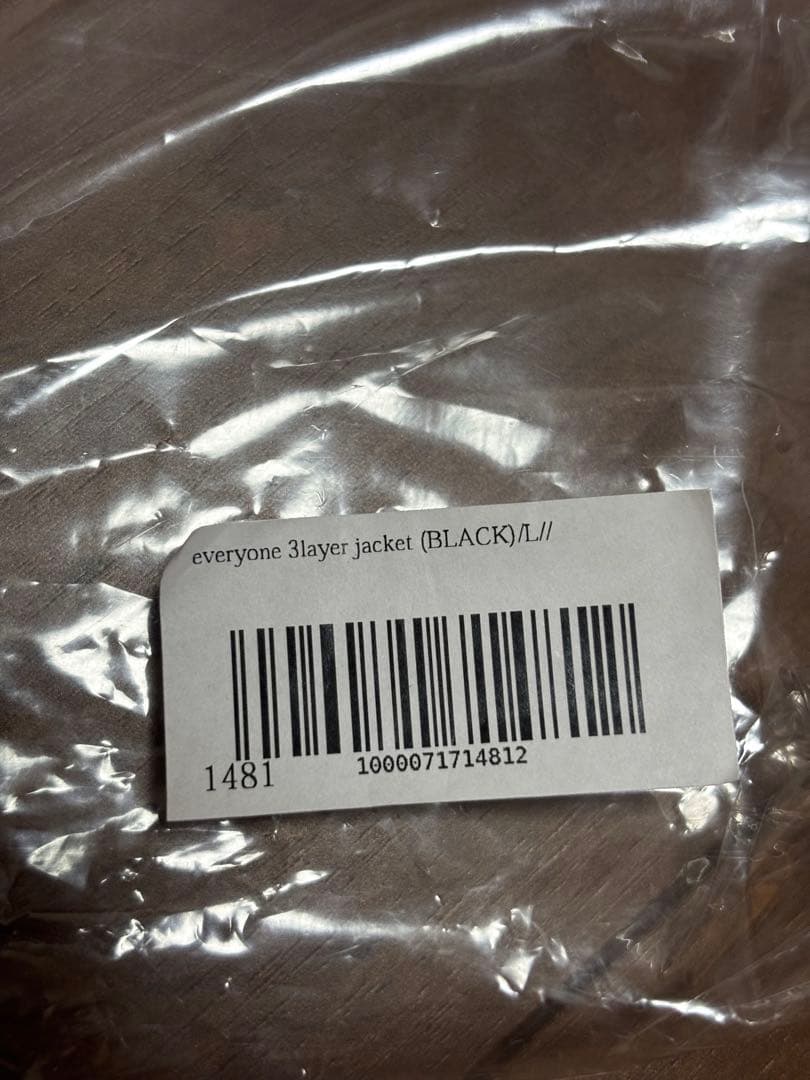 everyone 3layer jacket (BLACK)/L//
1481
1000071714812